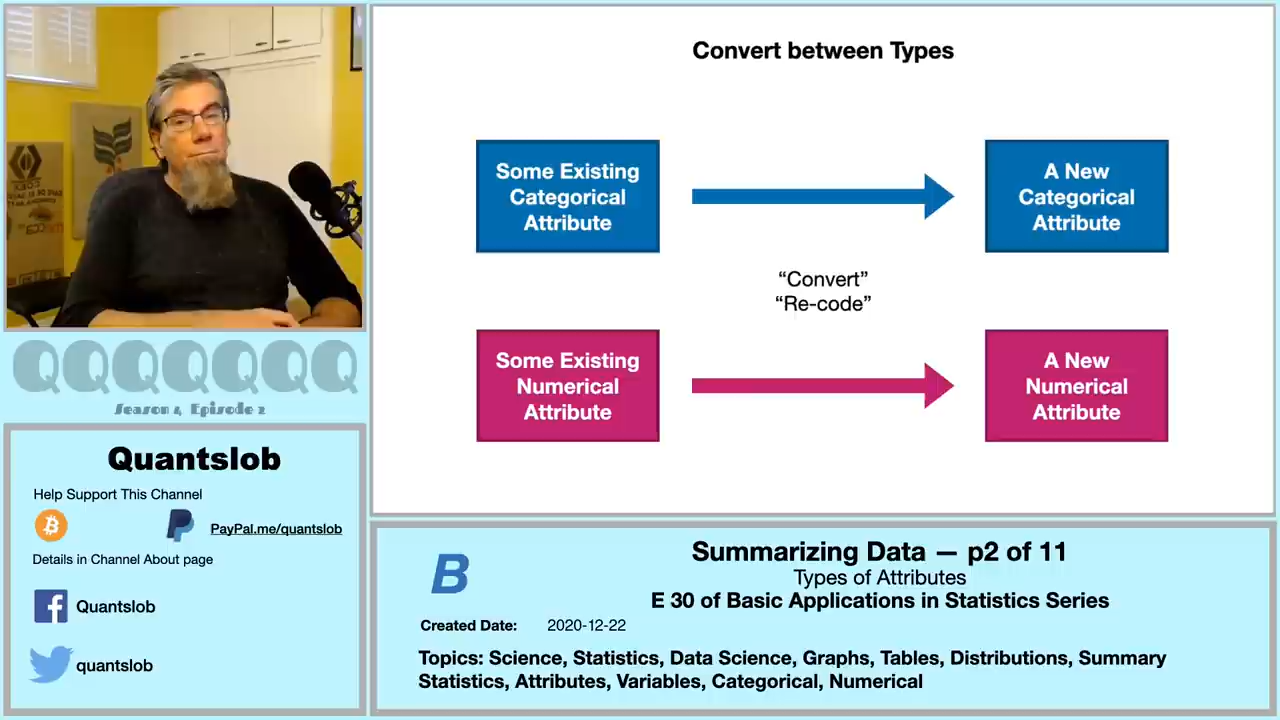 Convert between Types
Some Existing
Categorical
Attribute
A New
Categorical
Attribute
“Convert”
“Re-code”
Some Existing
Numerical
Attribute
A New
Numerical
Attribute
QQQQQQQ
Season 4, Episode 2
Quantslob
Help Support This Channel
PayPal.me/quantslob
Details in Channel About page
Quantslob
quantslob
B
Summarizing Data — p2 of 11
Types of Attributes
E 30 of Basic Applications in Statistics Series
Created Date: 2020-12-22
Topics: Science, Statistics, Data Science, Graphs, Tables, Distributions, Summary
Statistics, Attributes, Variables, Categorical, Numerical